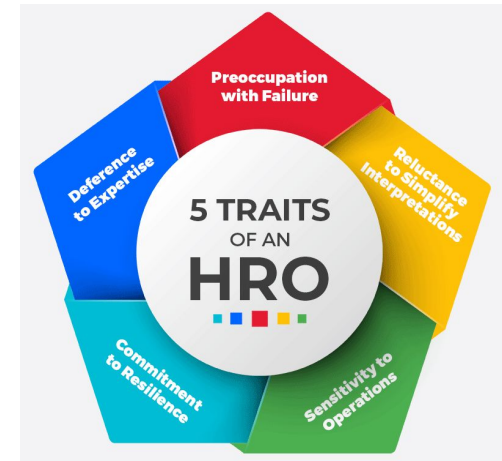 Preoccupation
with Failure
Reluctance
to Simplify
Interpretations
Sensitivity to
Operations
Commitment
to Resilience
Deference
to Expertise
5 TRAITS
OF AN
HRO